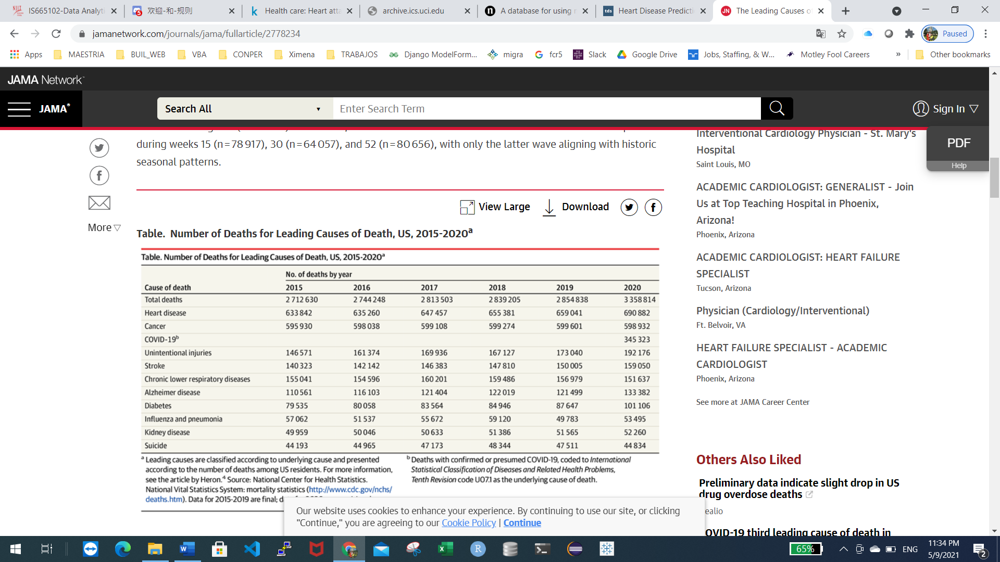 IS665102-Data Analyti
欢迎-和-规则
Health care: Heart atta
archive.ics.uci.edu
A database for using
Heart Disease Predicti
The Leading Causes o
jamanetwork.com/journals/jama/fullarticle/2778234
Paused
Apps
MAESTRIA
BUIL_WEB
VBA
CONPER
Ximena
TRABAJOS
Django ModelForm...
migra
fcr5
Slack
Google Drive
Jobs, Staffing, & W...
Motley Fool Careers
»
Other bookmarks
JAMA Network
JAMA®
Search All
Enter Search Term
Sign In
PDF
Help
during weeks 15 (n = 78 917), 30 (n = 64 057), and 52 (n = 80 656), with only the latter wave aligning with historic
seasonal patterns.
More
View Large
Download
Table. Number of Deaths for Leading Causes of Death, US, 2015-2020a
Table. Number of Deaths for Leading Causes of Death, US, 2015-2020a
No. of deaths by year
Cause of death 2015 2016 2017 2018 2019 2020
Total deaths 2 712 630 2 744 248 2 813 503 2 839 205 2 854 838 3 358 814
Heart disease 633 842 635 260 647 457 655 381 659 041 690 882
Cancer 595 930 598 038 599 108 599 274 599 601 598 932
COVID-19b 345 323
Unintentional injuries 146 571 161 374 169 936 167 127 173 040 192 176
Stroke 140 323 142 142 146 383 147 810 150 005 159 050
Chronic lower respiratory diseases 155 041 154 596 160 201 159 486 156 979 151 637
Alzheimer disease 110 561 116 103 121 404 122 019 121 499 133 382
Diabetes 79 535 80 058 83 564 84 946 87 647 101 106
Influenza and pneumonia 57 062 51 537 55 672 59 120 49 783 53 495
Kidney disease 49 959 50 046 50 633 51 386 51 565 52 260
Suicide 44 193 44 965 47 173 48 344 47 511 44 834
a Leading causes are classified according to underlying cause and presented
according to the number of deaths among US residents. For more information,
see the article by Heron.4 Source: National Center for Health Statistics.
National Vital Statistics System: mortality statistics (http://www.cdc.gov/nchs/
deaths.htm). Data for 2015-2019 are final;
b Deaths with confirmed or presumed COVID-19, coded to International
Statistical Classification of Diseases and Related Health Problems,
Tenth Revision code U07.1 as the underlying cause of death.
Interventional Cardiology Physician - St. Mary's
Hospital
Saint Louis, MO
ACADEMIC CARDIOLOGIST: GENERALIST - Join
Us at Top Teaching Hospital in Phoenix,
Arizona!
Phoenix, Arizona
ACADEMIC CARDIOLOGIST: HEART FAILURE
SPECIALIST
Tucson, Arizona
Physician (Cardiology/Interventional)
Ft. Belvoir, VA
HEART FAILURE SPECIALIST - ACADEMIC
CARDIOLOGIST
Phoenix, Arizona
See more at JAMA Career Center
Others Also Liked
Preliminary data indicate slight drop in US
drug overdose deaths
ealio
OVID-19 third leading cause of death in
Our website uses cookies to enhance your experience. By continuing to use our site, or clicking
"Continue," you are agreeing to our Cookie Policy | Continue
65%
ENG
11:34 PM
5/9/2021
2